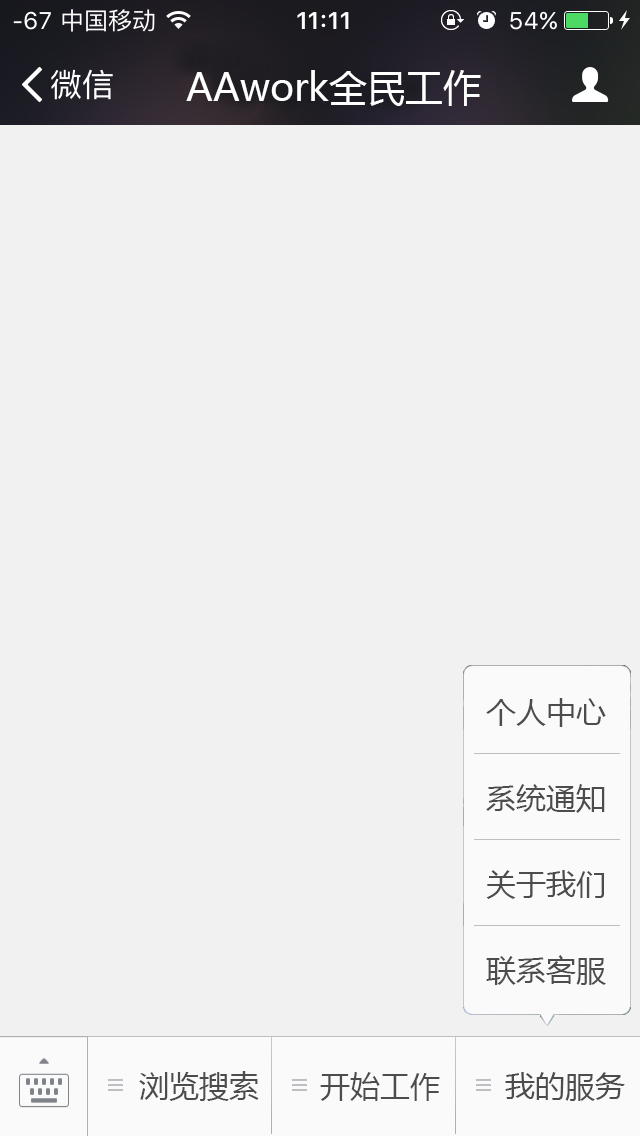 -67 中国移动 11:11 54%
微信 AAwork全民工作
个人中心
系统通知
关于我们
联系客服
浏览搜索 开始工作 我的服务